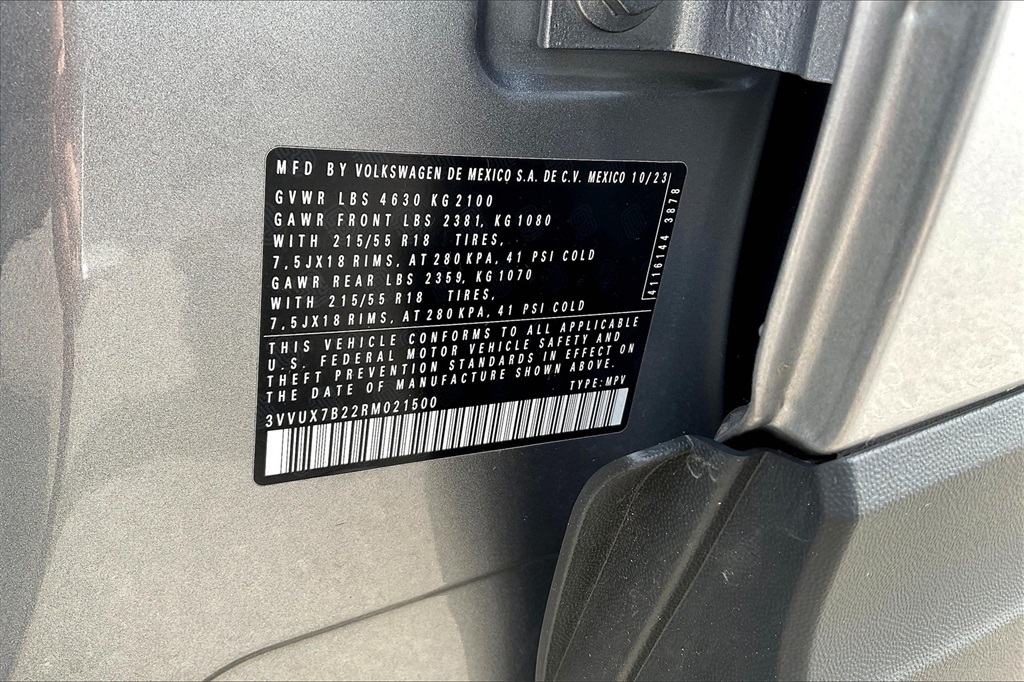 MFD BY VOLKSWAGEN DE MEXICO S.A. DE C.V. MEXICO 10/23
GVWR LBS 4630 KG 2100
GAWR FRONT LBS 2381, KG 1080
WITH 215/55 R18 TIRES,
7,5JX18 RIMS, AT 280 KPA, 41 PSI COLD
GAWR REAR LBS 2359, KG 1070
WITH 215/55 R18 TIRES,
7,5JX18 RIMS, AT 280 KPA, 41 PSI COLD
4116144 3878
THIS VEHICLE CONFORMS TO ALL APPLICABLE
U.S. FEDERAL MOTOR VEHICLE SAFETY AND
THEFT PREVENTION STANDARDS IN EFFECT ON
THE DATE OF MANUFACTURE SHOWN ABOVE.
TYPE: MPV
3VVUX7B22RM021500